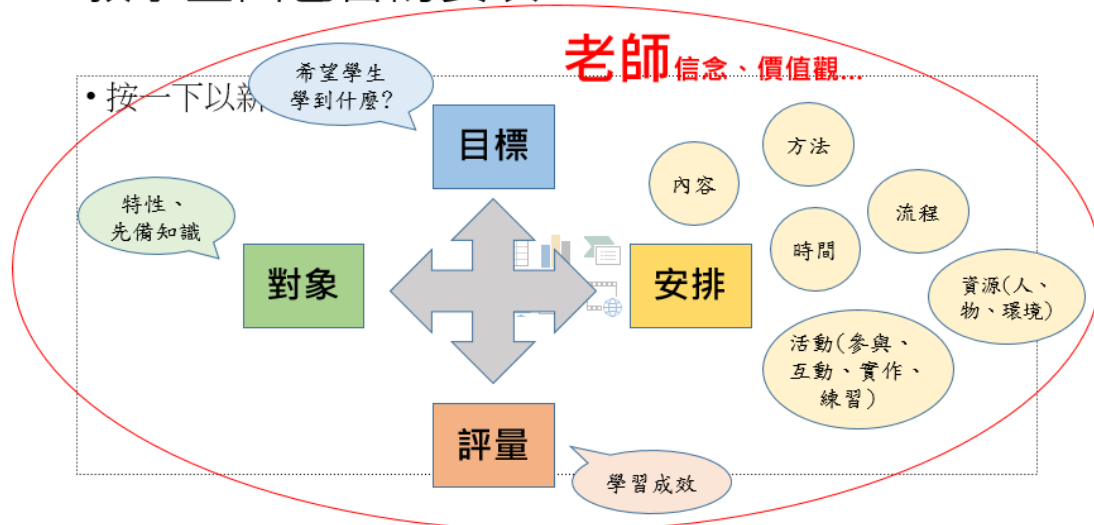 老師信念、價值觀...
希望學生
學到什麼?
• 按一下以新
目標
方法
內容
特性、
先備知識
流程
時間
對象
安排
資源(人、
物、環境)
活動(參與、
互動、實作、
練習)
評量
學習成效